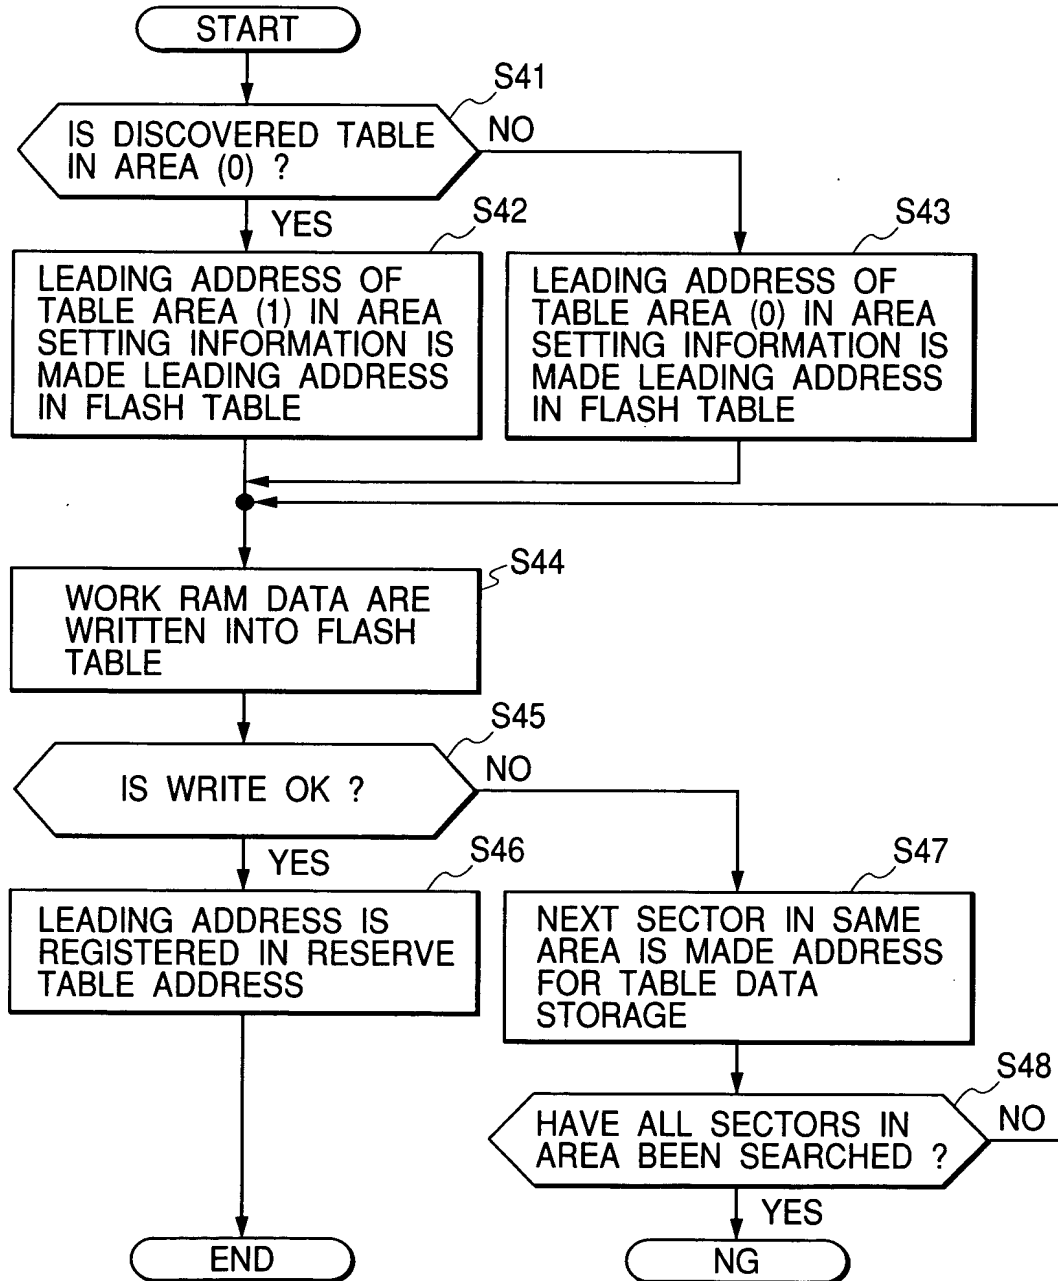 START
S41
IS DISCOVERED TABLE
IN AREA (0) ?
NO
YES
S42
LEADING ADDRESS OF
TABLE AREA (1) IN AREA
SETTING INFORMATION IS
MADE LEADING ADDRESS
IN FLASH TABLE
S43
LEADING ADDRESS OF
TABLE AREA (0) IN AREA
SETTING INFORMATION IS
MADE LEADING ADDRESS
IN FLASH TABLE
S44
WORK RAM DATA ARE
WRITTEN INTO FLASH
TABLE
S45
IS WRITE OK ?
NO
YES
S46
LEADING ADDRESS IS
REGISTERED IN RESERVE
TABLE ADDRESS
S47
NEXT SECTOR IN SAME
AREA IS MADE ADDRESS
FOR TABLE DATA
STORAGE
S48
HAVE ALL SECTORS IN
AREA BEEN SEARCHED ?
NO
YES
END
NG